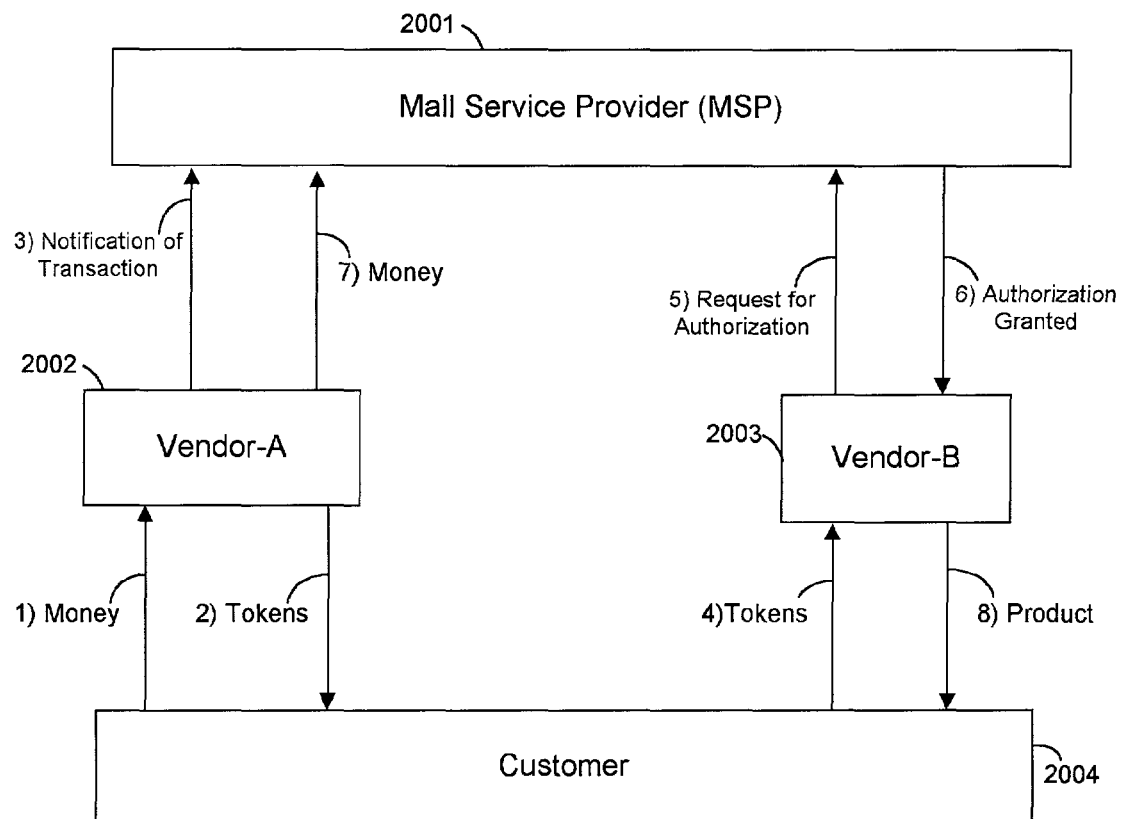 2001
Mall Service Provider (MSP)
3) Notification of
Transaction
7) Money
5) Request for
Authorization
6) Authorization
Granted
2002
Vendor-A
2003
Vendor-B
1) Money
2) Tokens
4)Tokens
8) Product
Customer
2004